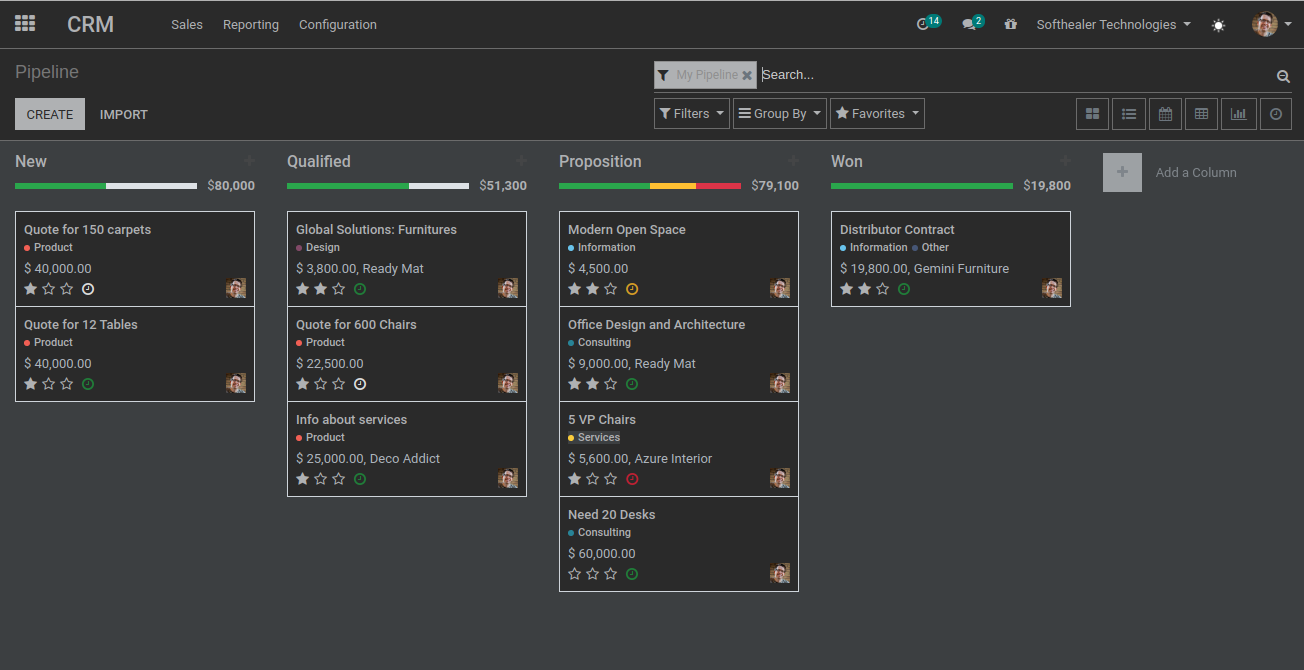 CRM Sales Reporting Configuration 14 2 Softhealer Technologies
Pipeline
My Pipeline Search...
CREATE IMPORT
Filters Group By Favorites
New
$80,000
Quote for 150 carpets
Product
$ 40,000.00
Quote for 12 Tables
Product
$ 40,000.00
Qualified
$51,300
Global Solutions: Furnitures
Design
$ 3,800.00, Ready Mat
Quote for 600 Chairs
Product
$ 22,500.00
Info about services
Product
$ 25,000.00, Deco Addict
Proposition
$79,100
Modern Open Space
Information
$ 4,500.00
Office Design and Architecture
Consulting
$ 9,000.00, Ready Mat
5 VP Chairs
Services
$ 5,600.00, Azure Interior
Need 20 Desks
Consulting
$ 60,000.00
Won
$19,800
Distributor Contract
Information Other
$ 19,800.00, Gemini Furniture
Add a Column